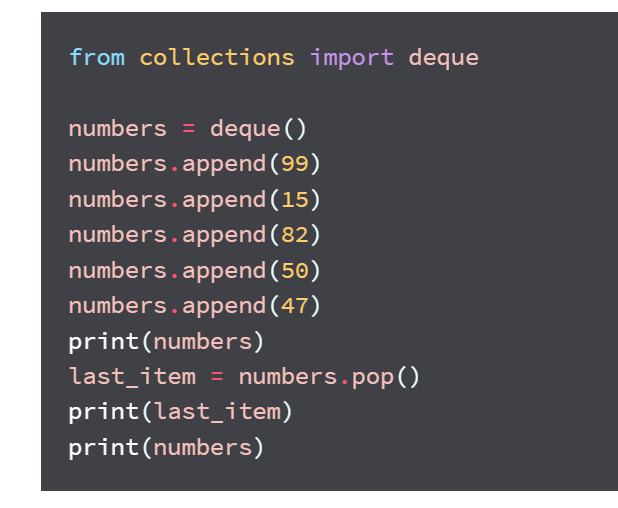 from collections import deque
numbers = deque()
numbers.append(99)
numbers.append(15)
numbers.append(82)
numbers.append(50)
numbers.append(47)
print(numbers)
last_item = numbers.pop()
print(last_item)
print(numbers)